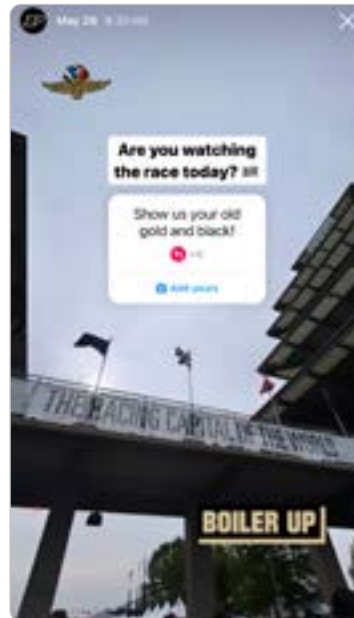 May 28
Are you watching
the race today?
Show us your old
gold and black!
Add yours
THE RACING CAPITAL OF THE WORLD
BOILER UP